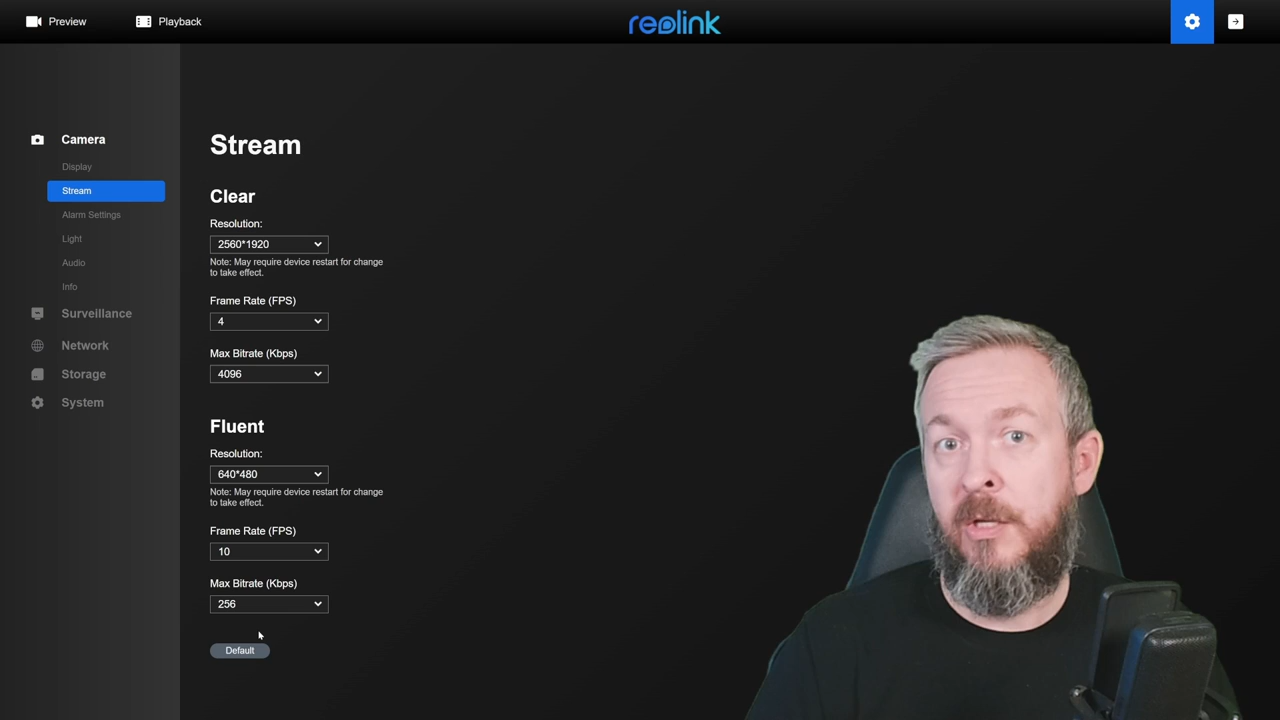 Preview
Playback
reolink
Camera
Display
Stream
Alarm Settings
Light
Audio
Info
Surveillance
Network
Storage
System
Stream
Clear
Resolution:
2560*1920
Note: May require device restart for change
to take effect.
Frame Rate (FPS)
4
Max Bitrate (Kbps)
4096
Fluent
Resolution:
640*480
Note: May require device restart for change
to take effect.
Frame Rate (FPS)
10
Max Bitrate (Kbps)
256
Default